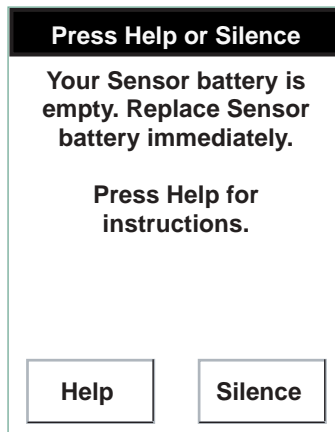 Press Help or Silence
Your Sensor battery is
empty. Replace Sensor
battery immediately.
Press Help for
instructions.
Help
Silence